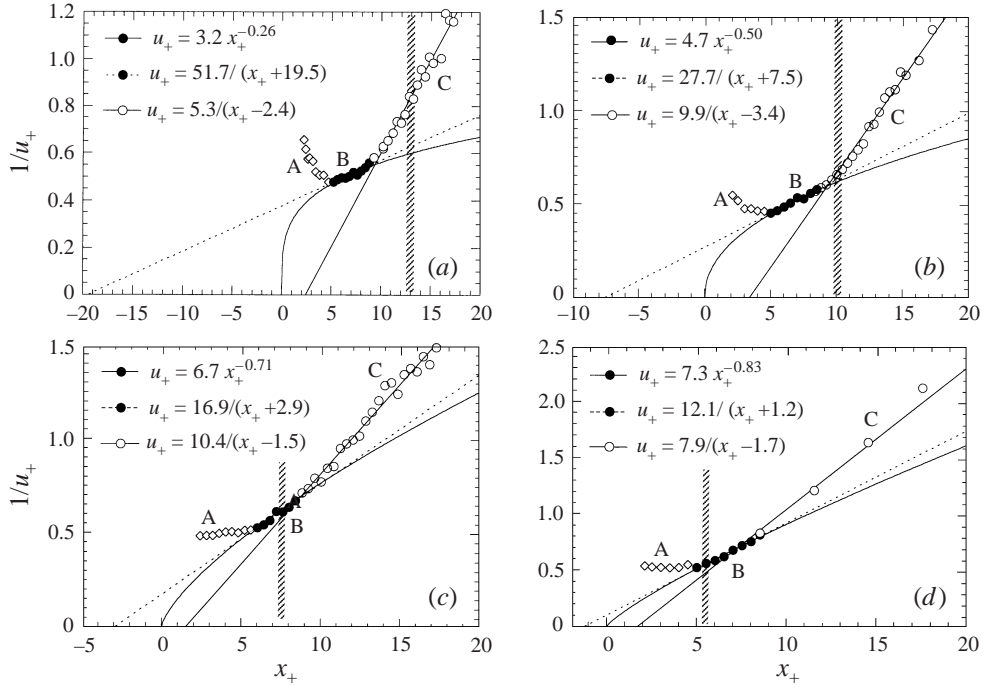 1.2
1.0
0.8
0.6
0.4
0.2
0
1/u₊
u₊ = 3.2 x₊^−0.26
u₊ = 51.7/ (x₊+19.5)
u₊ = 5.3/(x₊−2.4)
A
B
C
(a)
−20 −15 −10 −5 0 5 10 15 20
1.5
1.0
0.5
0
u₊ = 4.7 x₊^−0.50
u₊ = 27.7/ (x₊+7.5)
u₊ = 9.9/(x₊−3.4)
A
B
C
(b)
−10 −5 0 5 10 15 20
1.5
1.0
0.5
0
1/u₊
u₊ = 6.7 x₊^−0.71
u₊ = 16.9/(x₊+2.9)
u₊ = 10.4/(x₊−1.5)
A
B
C
(c)
−5 0 5 10 15 20
x₊
2.5
2.0
1.5
1.0
0.5
0
u₊ = 7.3 x₊^−0.83
u₊ = 12.1/ (x₊+1.2)
u₊ = 7.9/(x₊−1.7)
A
B
C
(d)
0 5 10 15 20
x₊